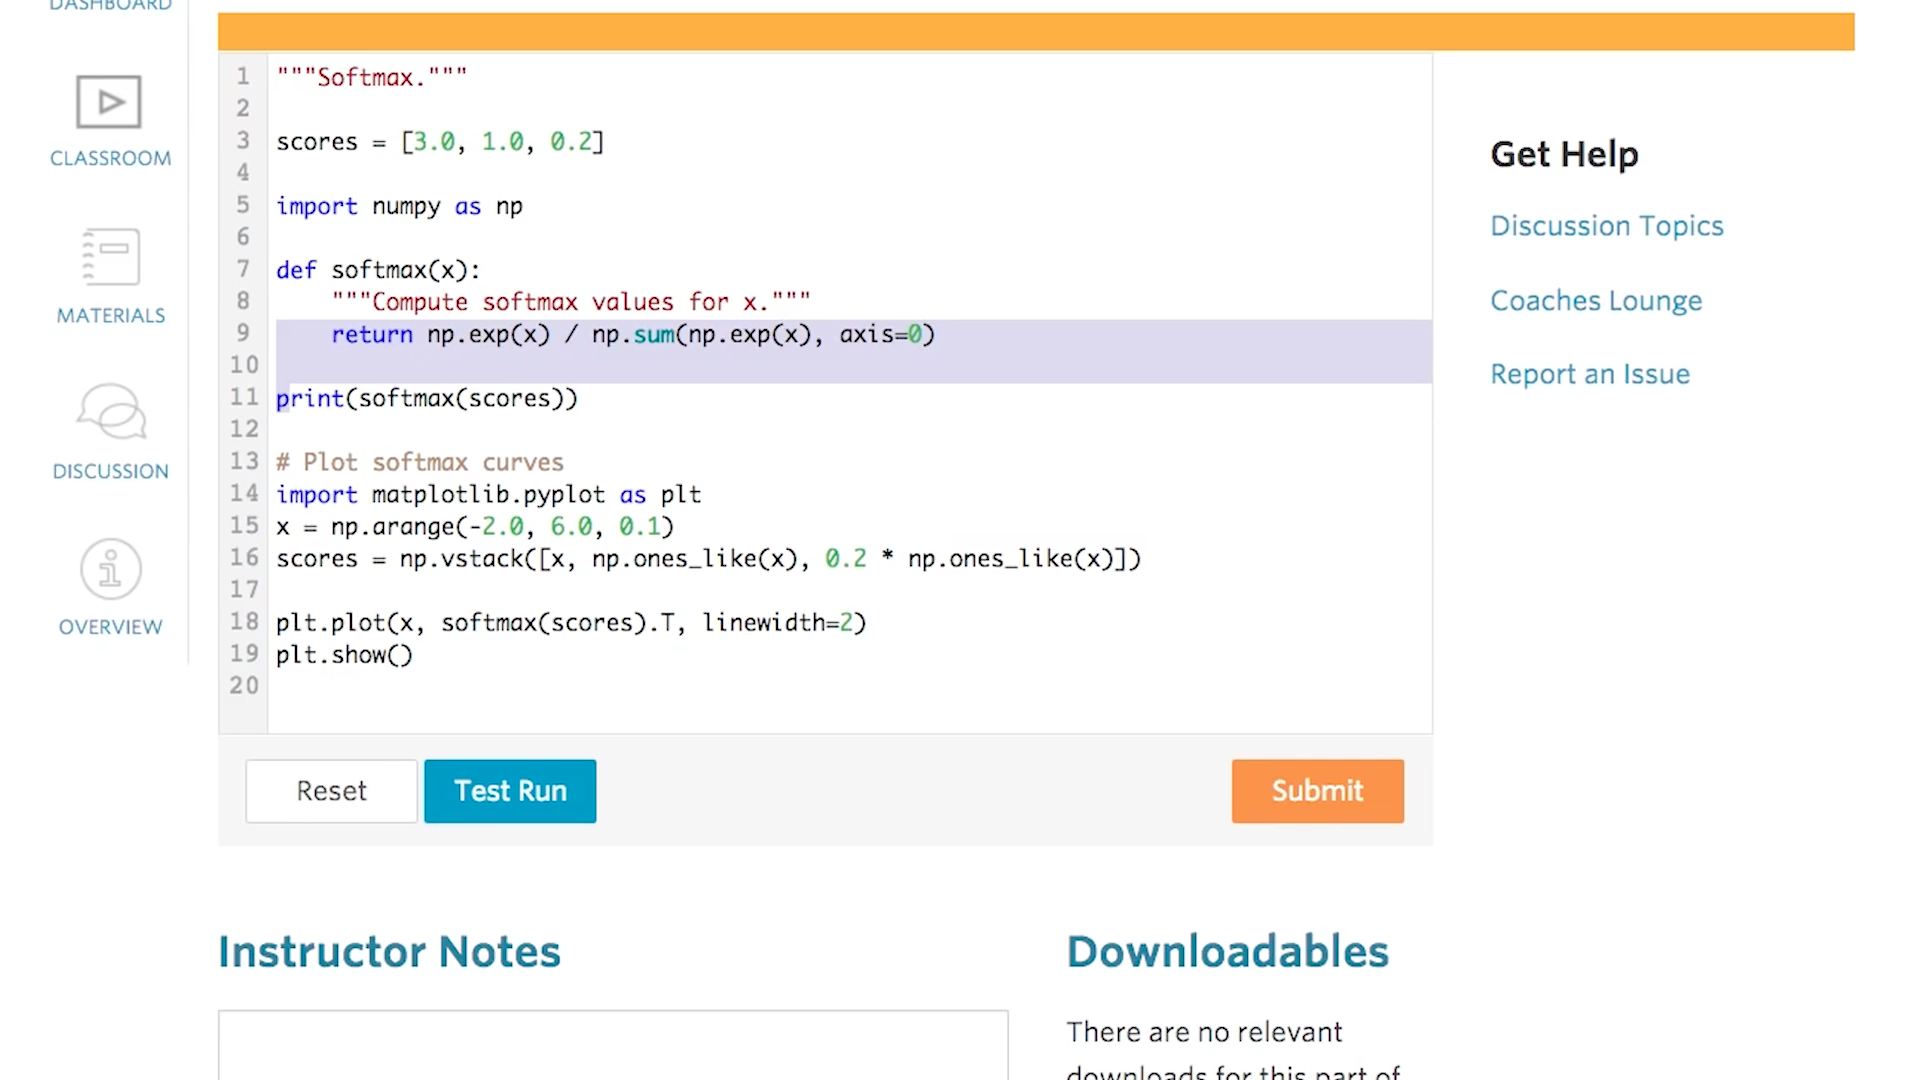 DASHBOARD
CLASSROOM
MATERIALS
DISCUSSION
OVERVIEW
1 """Softmax."""
2
3 scores = [3.0, 1.0, 0.2]
4
5 import numpy as np
6
7 def softmax(x):
8     """Compute softmax values for x."""
9     return np.exp(x) / np.sum(np.exp(x), axis=0)
10
11 print(softmax(scores))
12
13 # Plot softmax curves
14 import matplotlib.pyplot as plt
15 x = np.arange(-2.0, 6.0, 0.1)
16 scores = np.vstack([x, np.ones_like(x), 0.2 * np.ones_like(x)])
17
18 plt.plot(x, softmax(scores).T, linewidth=2)
19 plt.show()
20
Reset Test Run Submit
Get Help
Discussion Topics
Coaches Lounge
Report an Issue
Instructor Notes
Downloadables
There are no relevant
downloads for this part of